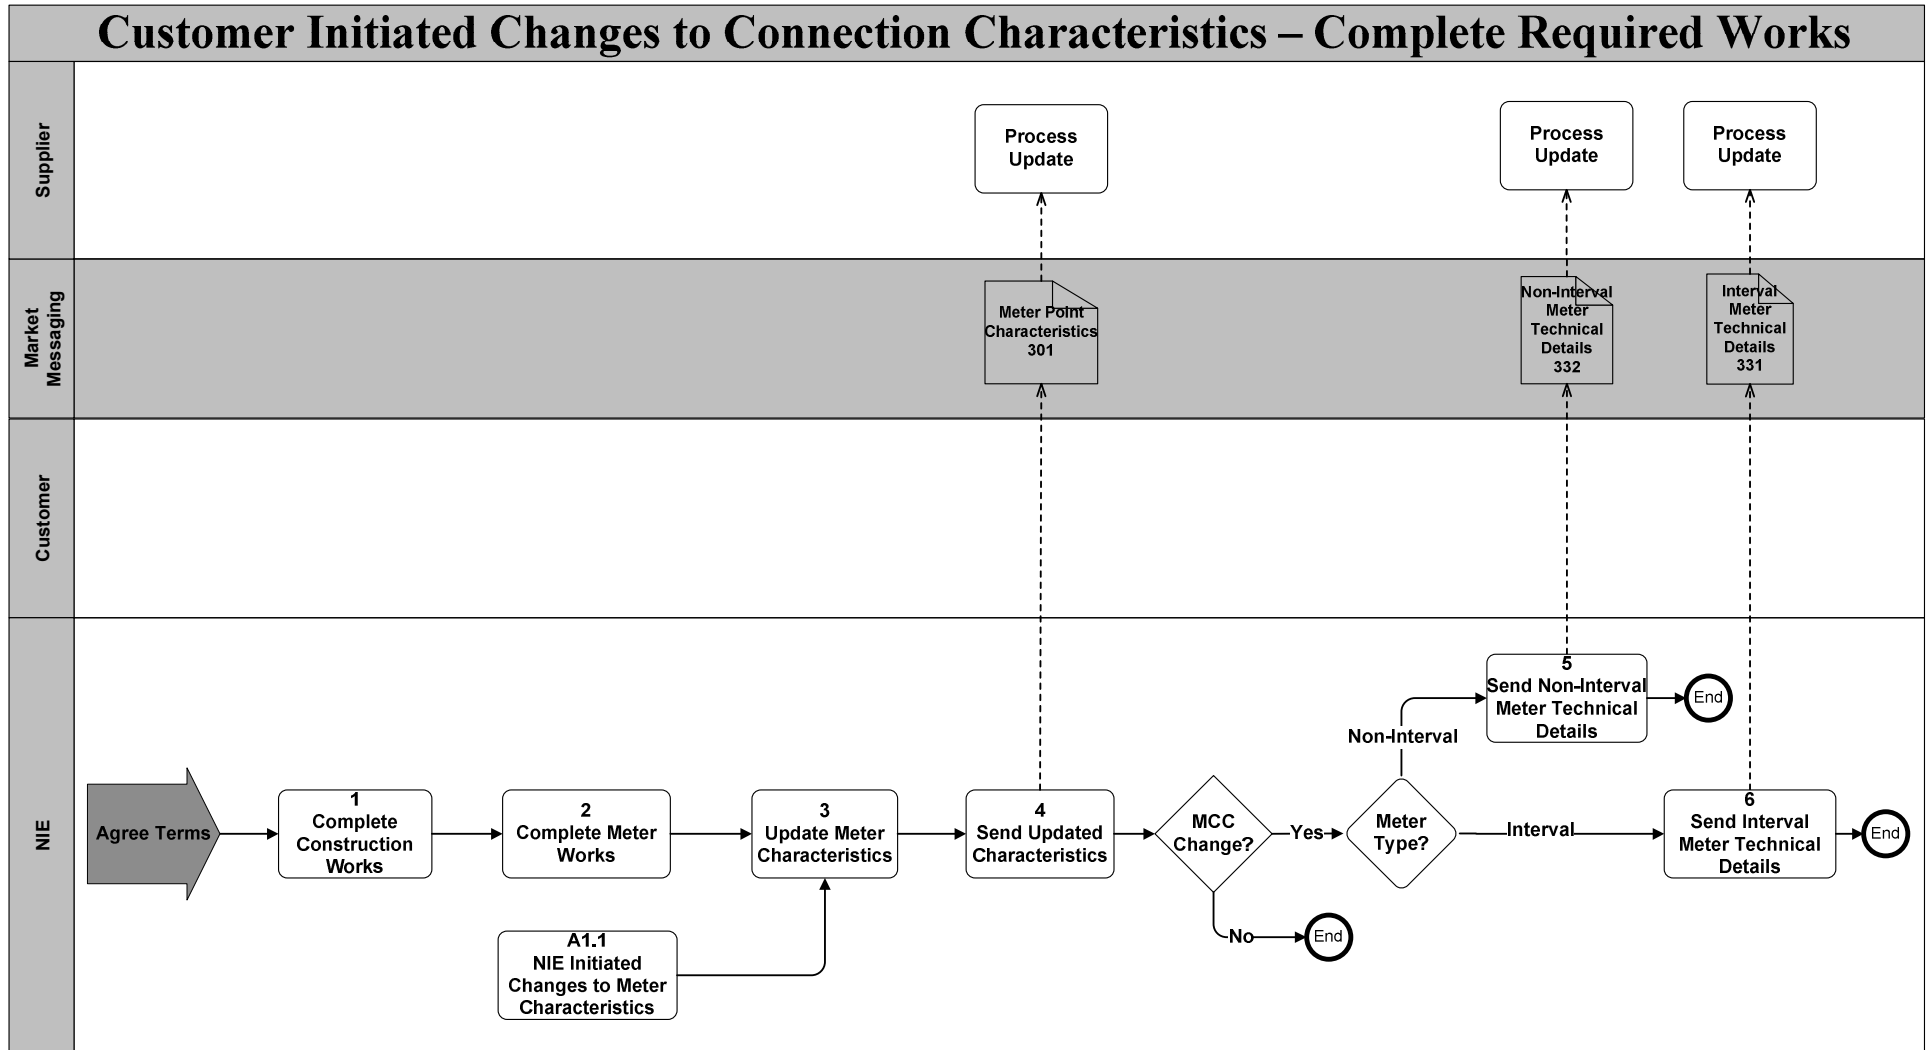 Customer Initiated Changes to Connection Characteristics – Complete Required Works
Supplier
Process
Update
Process
Update
Process
Update
Market
Messaging
Meter Point
Characteristics
301
Non-Interval
Meter
Technical
Details
332
Interval
Meter
Technical
Details
331
Customer
NIE
Agree Terms
1
Complete
Construction
Works
2
Complete Meter
Works
3
Update Meter
Characteristics
4
Send Updated
Characteristics
MCC
Change?
Yes
No
End
Meter
Type?
Non-Interval
5
Send Non-Interval
Meter Technical
Details
End
Interval
6
Send Interval
Meter Technical
Details
End
A1.1
NIE Initiated
Changes to Meter
Characteristics